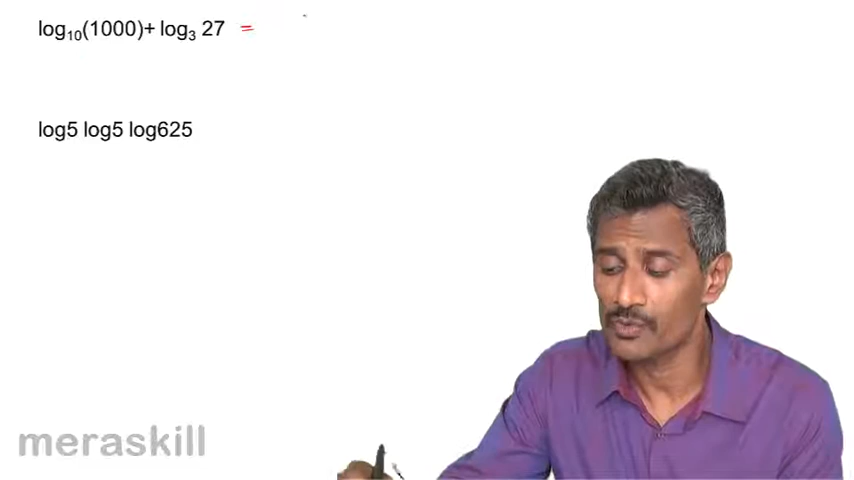 log₁₀(1000)+ log₃ 27 =
log5 log5 log625
meraskill